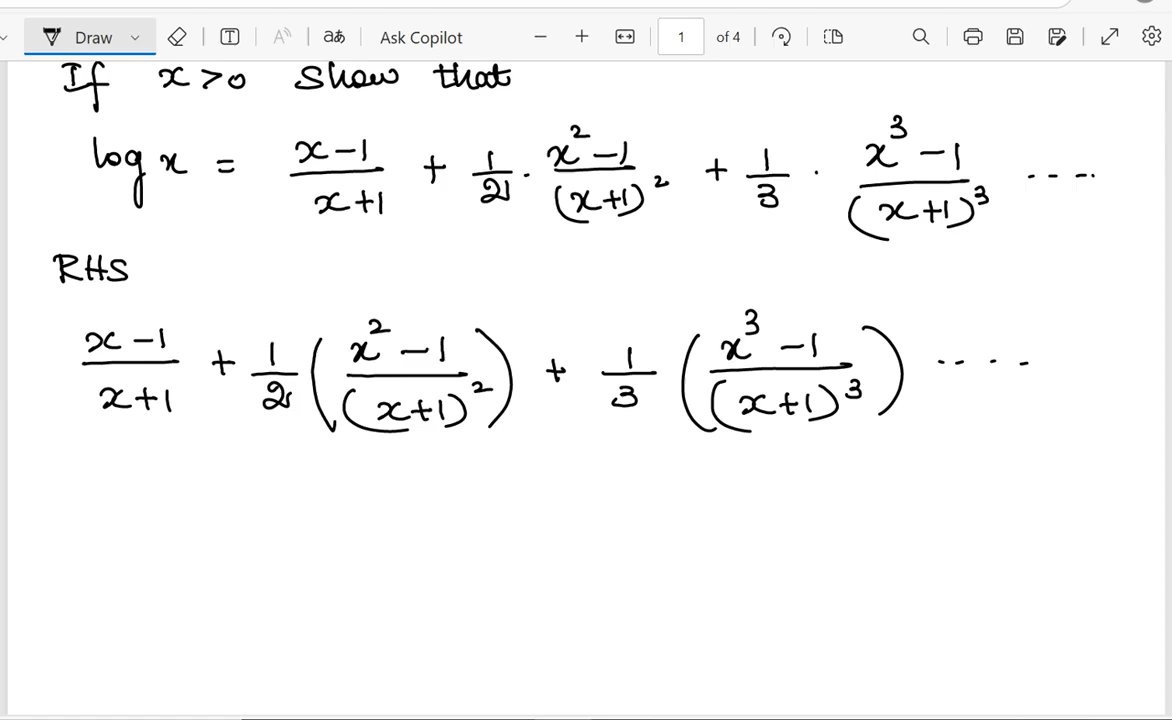 Draw aあ Ask Copilot − + 1 of 4
If x>0 show that
log x = x-1/x+1 + 1/2 · x²-1/(x+1)² + 1/3 · x³-1/(x+1)³ ----
RHS
x-1/x+1 + 1/2 (x²-1/(x+1)²) + 1/3 (x³-1/(x+1)³) ....